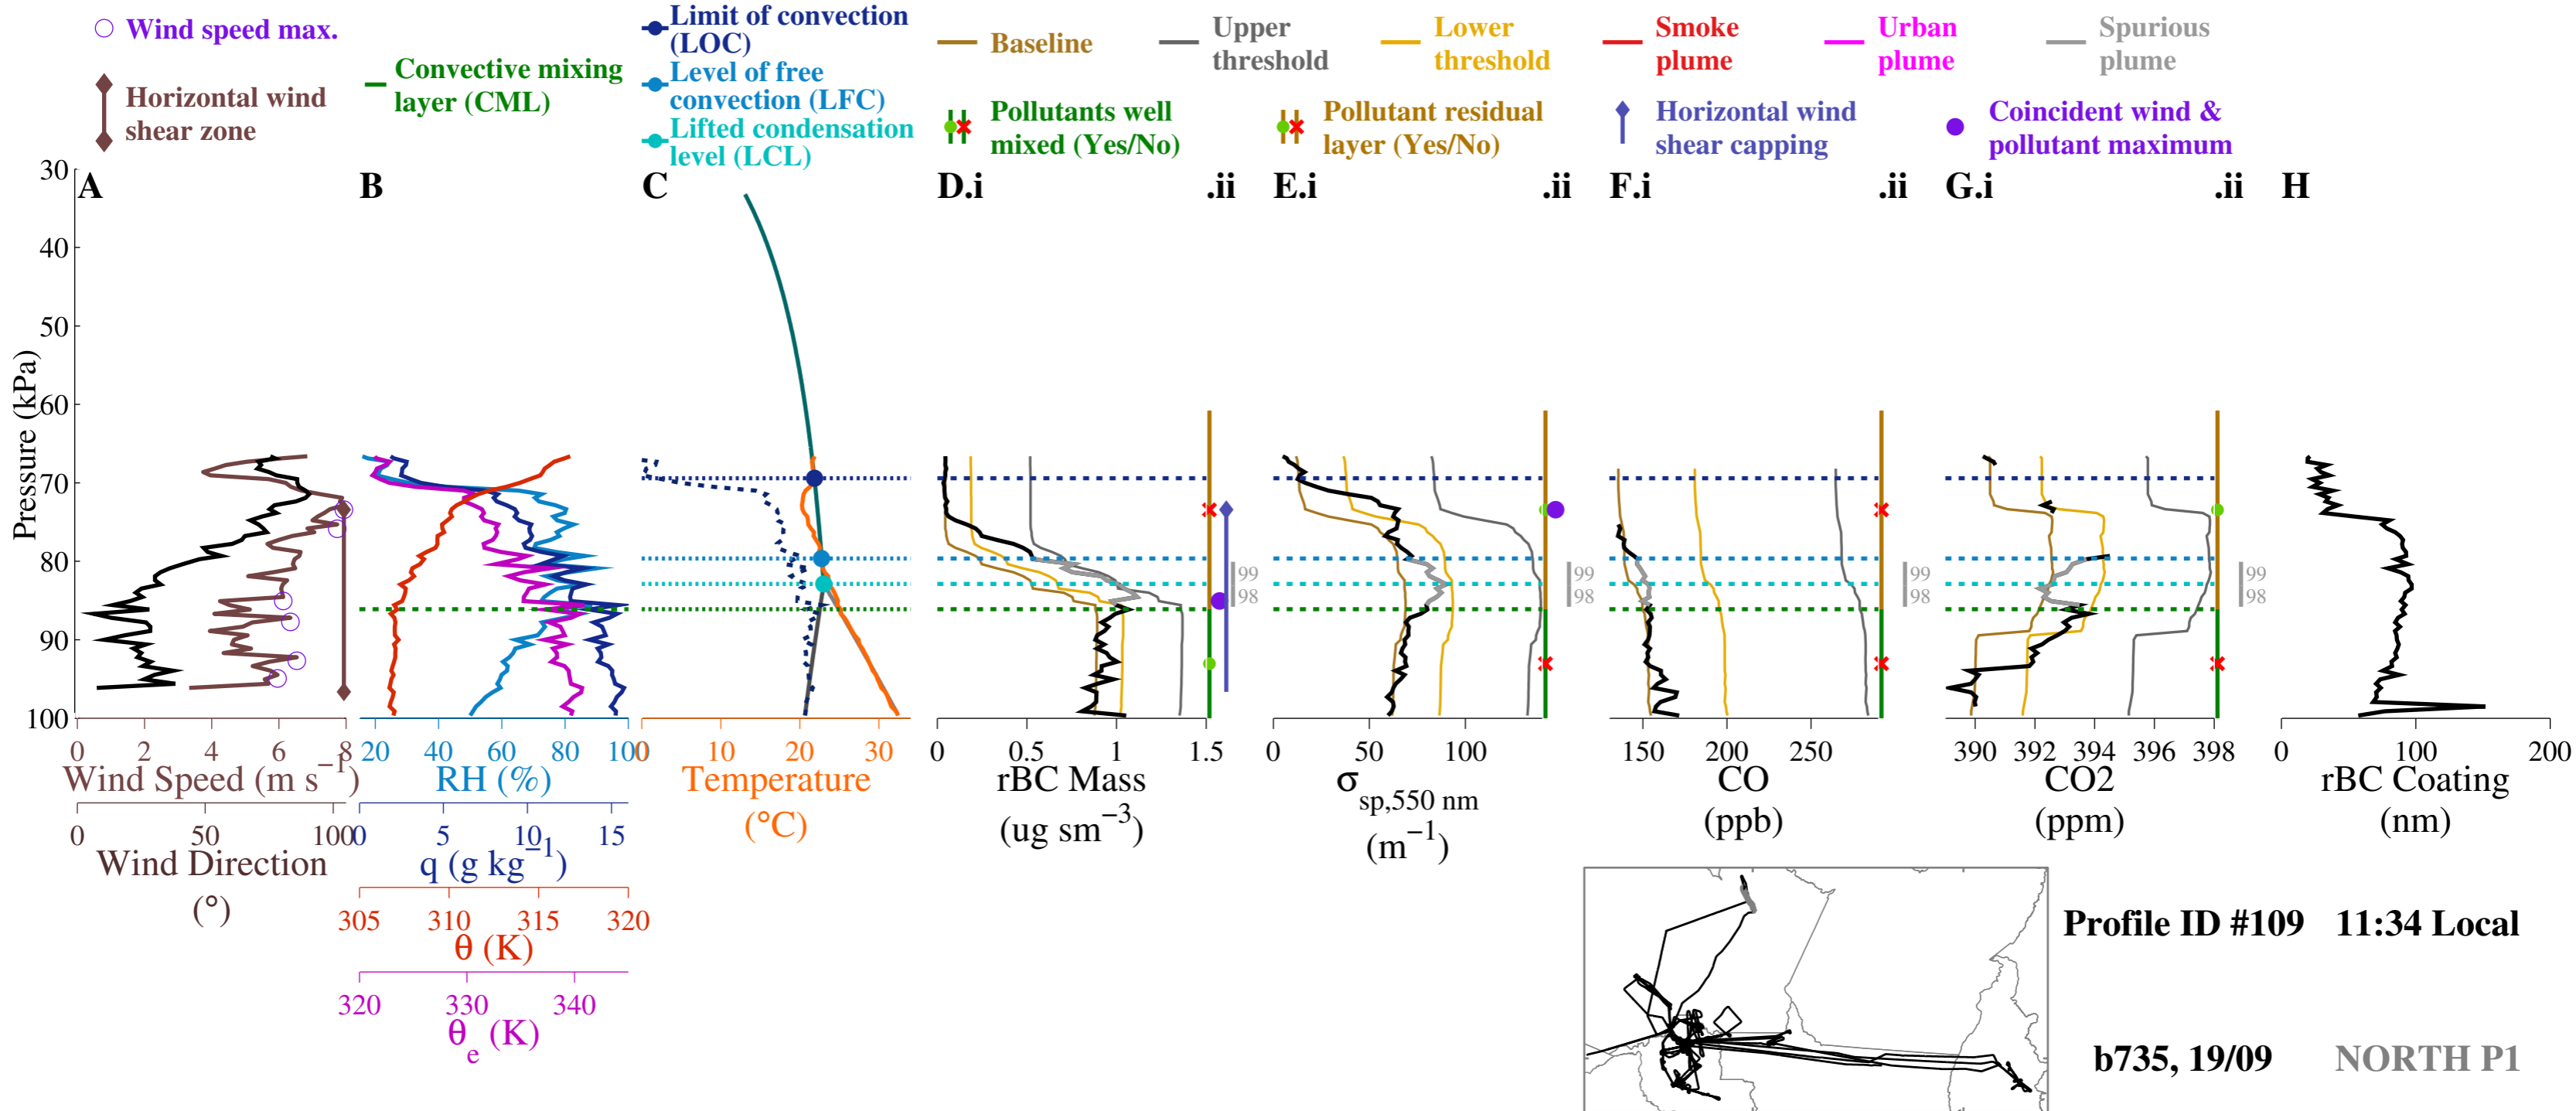 Wind speed max.
Horizontal wind
shear zone
Convective mixing
layer (CML)
Limit of convection
(LOC)
Level of free
convection (LFC)
Lifted condensation
level (LCL)
Baseline
Upper
threshold
Lower
threshold
Smoke
plume
Urban
plume
Spurious
plume
Pollutants well
mixed (Yes/No)
Pollutant residual
layer (Yes/No)
Horizontal wind
shear capping
Coincident wind &
pollutant maximum
A B C D.i .ii E.i .ii F.i .ii G.i .ii H
Pressure (kPa)
30
40
50
60
70
80
90
100
99
98
99
98
99
98
99
98
0 2 4 6 8
Wind Speed (m s⁻¹)
0 50 100
Wind Direction
(°)
20 40 60 80 100
RH (%)
0 5 10 15
q (g kg⁻¹)
305 310 315 320
θ (K)
320 330 340
θe (K)
0 10 20 30
Temperature
(°C)
0 0.5 1 1.5
rBC Mass
(ug sm⁻³)
0 50 100
σsp,550 nm
(m⁻¹)
150 200 250
CO
(ppb)
390 392 394 396 398
CO2
(ppm)
0 100 200
rBC Coating
(nm)
Profile ID #109 11:34 Local
b735, 19/09 NORTH P1